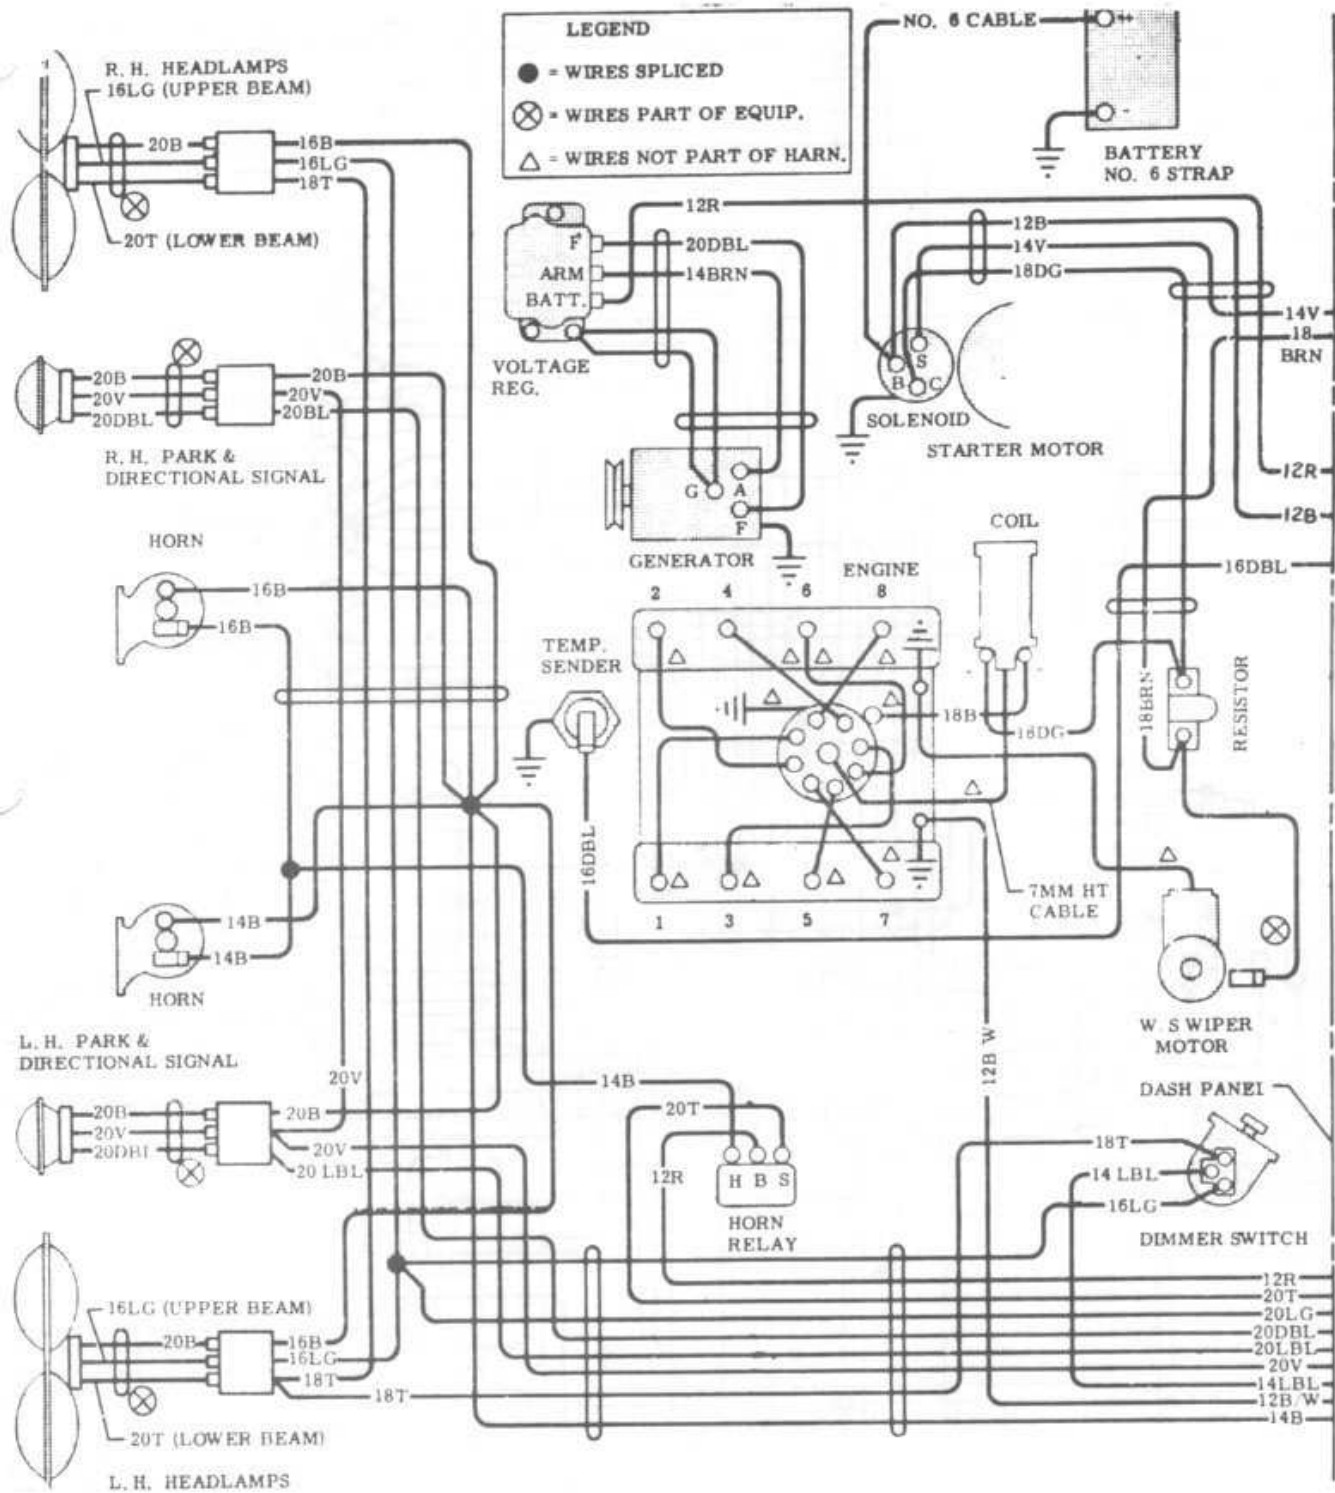 LEGEND
= WIRES SPLICED
= WIRES PART OF EQUIP.
= WIRES NOT PART OF HARN.
NO. 6 CABLE
++
-
BATTERY
NO. 6 STRAP
R. H. HEADLAMPS
16LG (UPPER BEAM)
20B
16B
16LG
18T
20T (LOWER BEAM)
12R
F
20DBL
ARM
14BRN
BATT.
VOLTAGE
REG.
12B
14V
18DG
S
B
C
SOLENOID
STARTER MOTOR
14V
18
BRN
20B
20V
20DBL
20B
20V
20BL
R. H. PARK &
DIRECTIONAL SIGNAL
G
A
F
GENERATOR
12R
12B
COIL
HORN
16B
16B
ENGINE
16DBL
2
4
6
8
TEMP.
SENDER
18B
18DG
18BRN
RESISTOR
16DBL
7MM HT
CABLE
1
3
5
7
14B
14B
HORN
W. S WIPER
MOTOR
12B W
L. H. PARK &
DIRECTIONAL SIGNAL
20V
20B
20V
20DBL
20B
20V
20 LBL
14B
20T
12R
H B S
HORN
RELAY
DASH PANEL
18T
14 LBL
16LG
DIMMER SWITCH
12R
20T
20LG
20DBL
20LBL
20V
14LBL
12B/W
14B
16LG (UPPER BEAM)
20B
16B
16LG
18T
18T
20T (LOWER BEAM)
L. H. HEADLAMPS